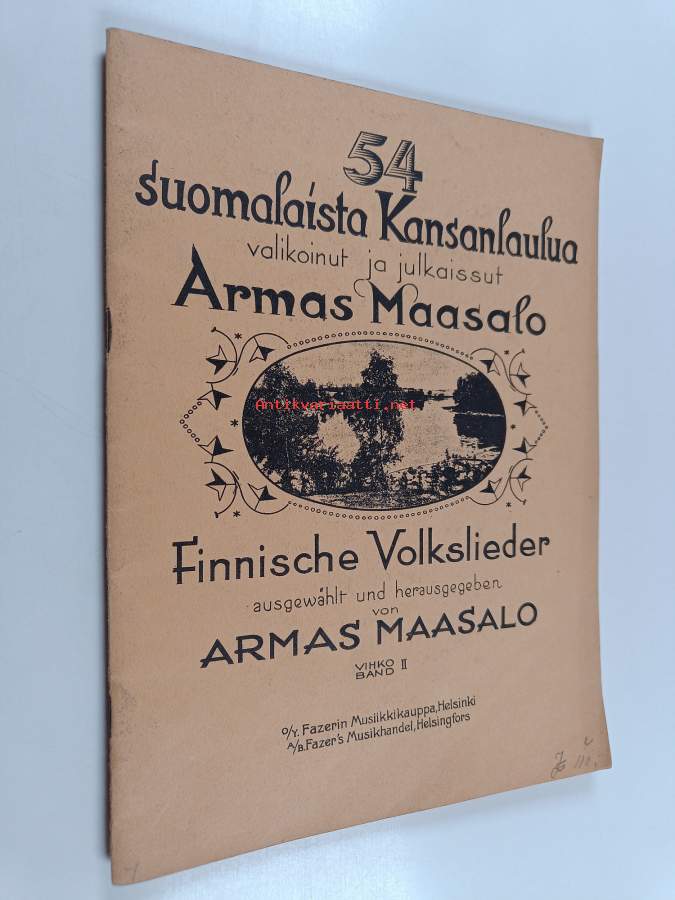 54
suomalaista Kansanlaulua
valikoinut ja julkaissut
Armas Maasalo
Antikvariaatti.net
Finnische Volkslieder
ausgewählt und herausgegeben
von
ARMAS MAASALO
VIHKO
BAND II
O/Y. Fazerin Musiikkikauppa, Helsinki
A/B. Fazer's Musikhandel, Helsingfors